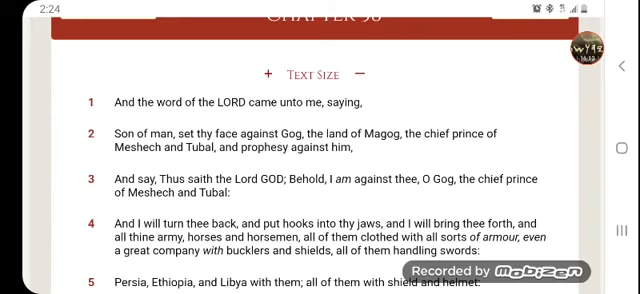 2:24
CHAPTER 38
+ TEXT SIZE −
1 And the word of the LORD came unto me, saying,
2 Son of man, set thy face against Gog, the land of Magog, the chief prince of
Meshech and Tubal, and prophesy against him,
3 And say, Thus saith the Lord GOD; Behold, I am against thee, O Gog, the chief prince
of Meshech and Tubal:
4 And I will turn thee back, and put hooks into thy jaws, and I will bring thee forth, and
all thine army, horses and horsemen, all of them clothed with all sorts of armour, even
a great company with bucklers and shields, all of them handling swords:
5 Persia, Ethiopia, and Libya with them; all of them with shield and helmet:
Recorded by
MOBIZEN